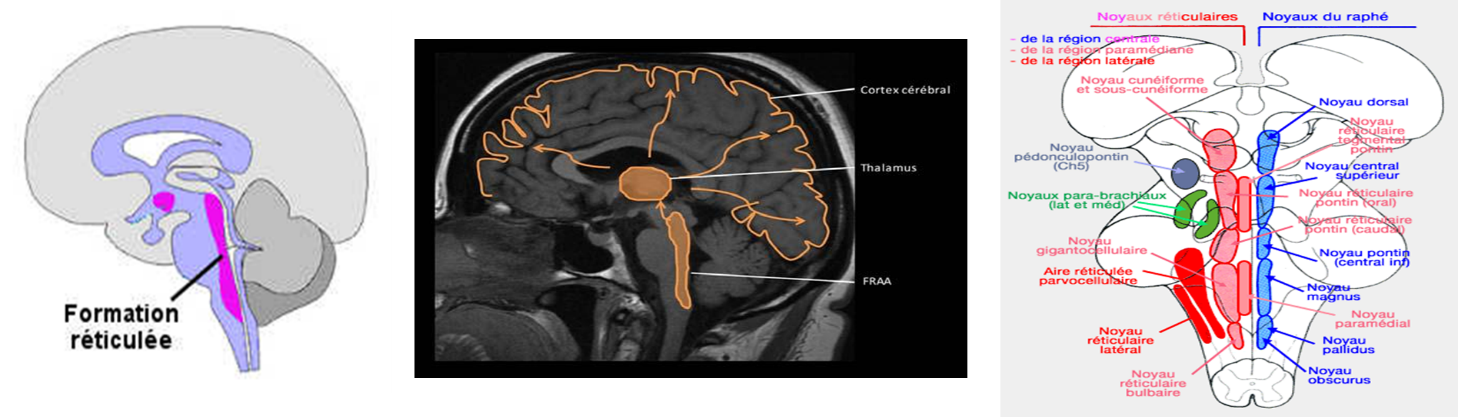 Formation
réticulée
Cortex cérébral
Thalamus
FRAA
Noyaux réticulaires
- de la région centrale
- de la région paramédiane
- de la région latérale
Noyaux du raphé
Noyau cunéiforme
et sous-cunéiforme
Noyau
pédonculopontin
(Ch5)
Noyaux para-brachiaux
(lat et méd)
Noyau
gigantocellulaire
Aire réticulée
parvocellulaire
Noyau
réticulaire
latéral
Noyau
réticulaire
bulbaire
Noyau dorsal
Noyau
réticulaire
tegmental
pontin
Noyau central
supérieur
Noyau réticulaire
pontin (oral)
Noyau réticulaire
pontin (caudal)
Noyau pontin
(central inf)
Noyau
magnus
Noyau
paramédial
Noyau
pallidus
Noyau
obscurus